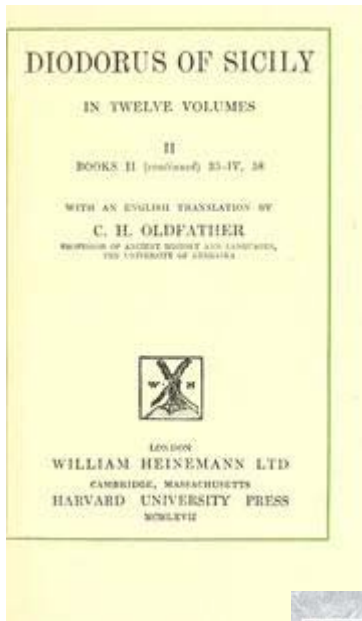 DIODORUS OF SICILY
IN TWELVE VOLUMES
II
BOOKS II (continued) 35-IV, 58
WITH AN ENGLISH TRANSLATION BY
C. H. OLDFATHER
PROFESSOR OF ANCIENT HISTORY AND LANGUAGES,
THE UNIVERSITY OF NEBRASKA
W H
LONDON
WILLIAM HEINEMANN LTD
CAMBRIDGE, MASSACHUSETTS
HARVARD UNIVERSITY PRESS
MCMLXVII